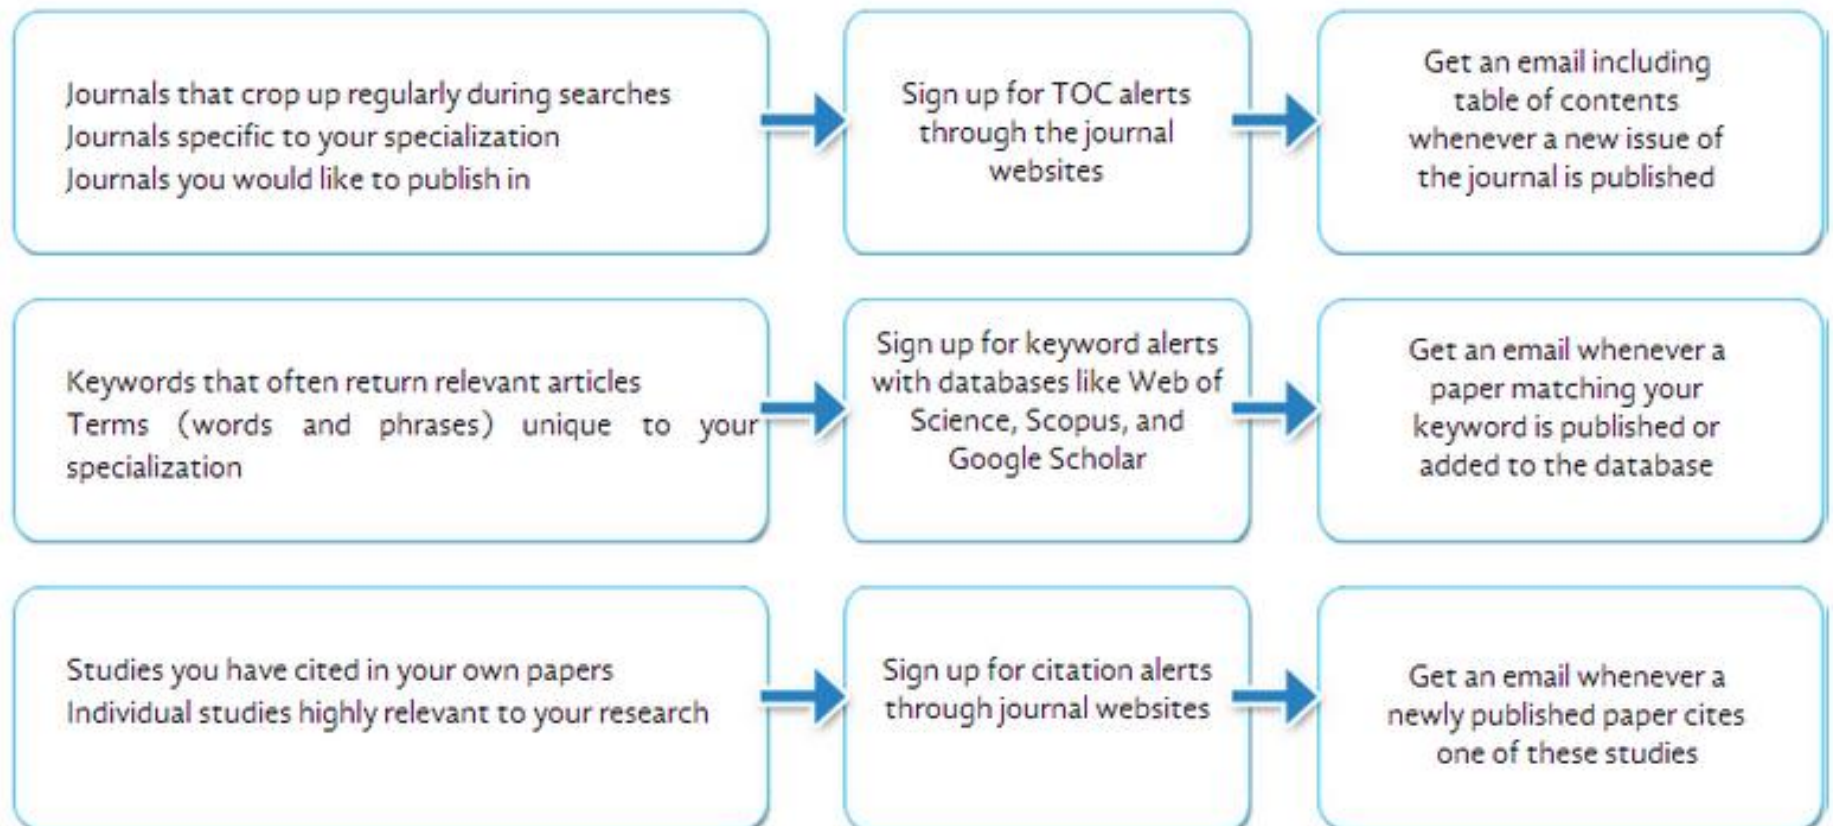 Journals that crop up regularly during searches
Journals specific to your specialization
Journals you would like to publish in
Sign up for TOC alerts
through the journal
websites
Get an email including
table of contents
whenever a new issue of
the journal is published
Keywords that often return relevant articles
Terms (words and phrases) unique to your
specialization
Sign up for keyword alerts
with databases like Web of
Science, Scopus, and
Google Scholar
Get an email whenever a
paper matching your
keyword is published or
added to the database
Studies you have cited in your own papers
Individual studies highly relevant to your research
Sign up for citation alerts
through journal websites
Get an email whenever a
newly published paper cites
one of these studies